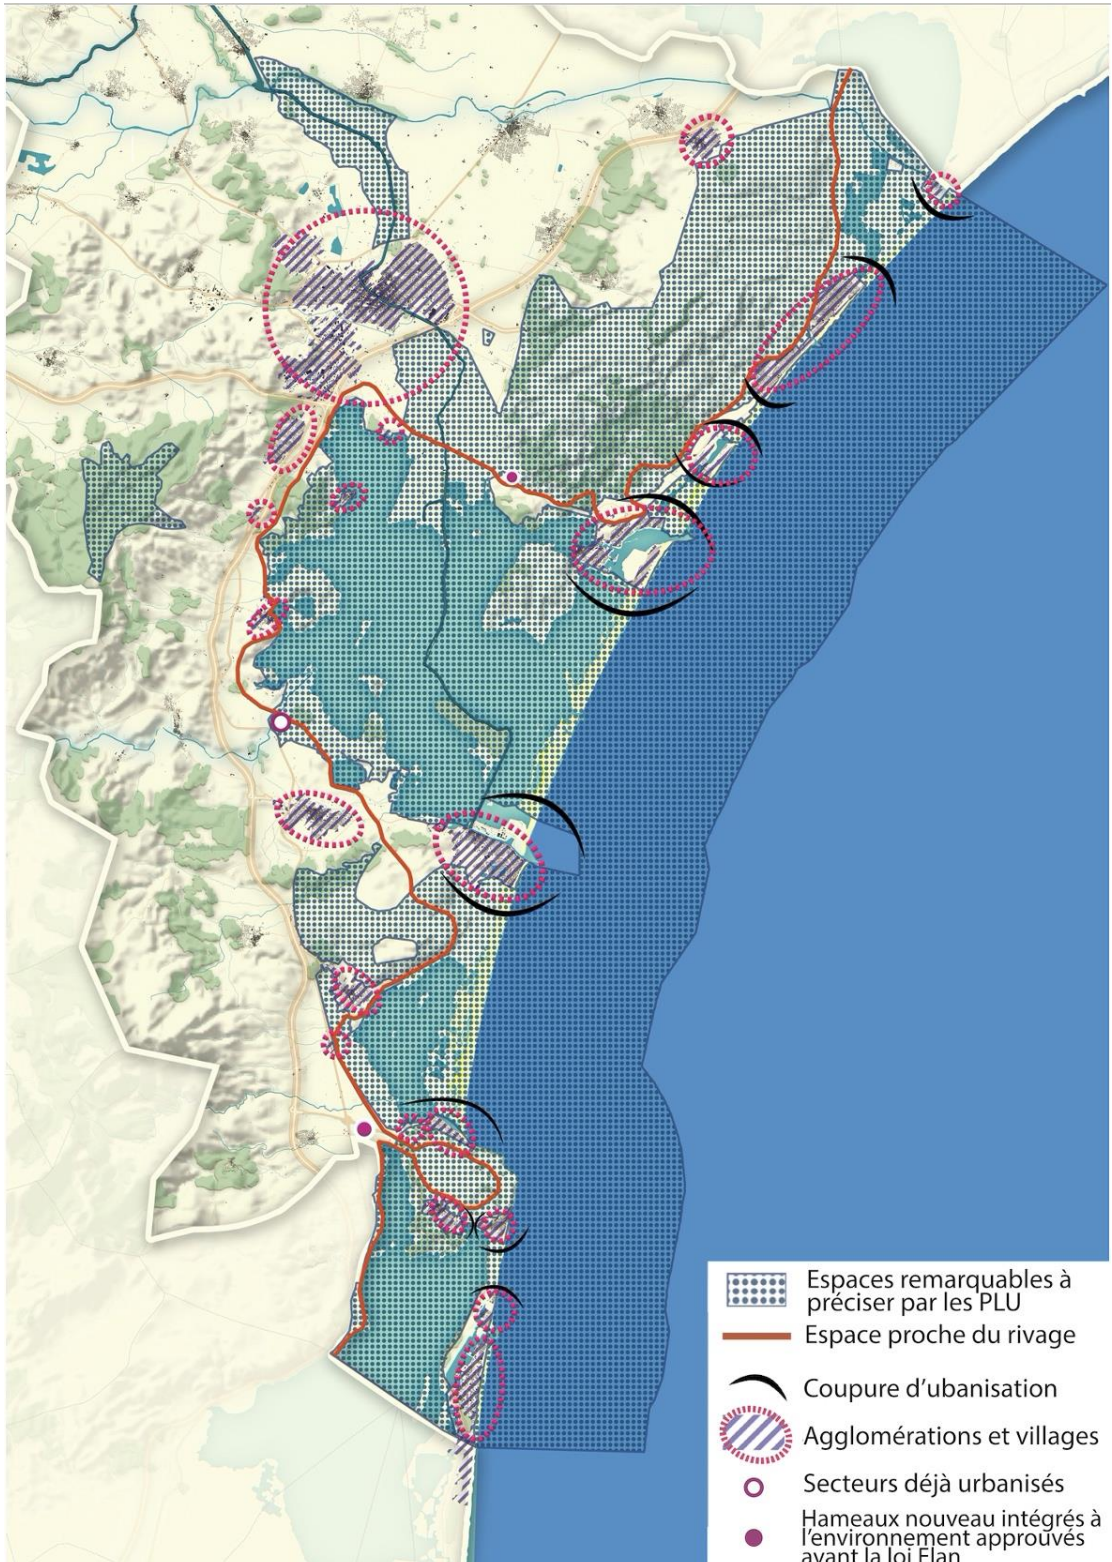 Espaces remarquables à
préciser par les PLU
Espace proche du rivage
Coupure d'ubanisation
Agglomérations et villages
Secteurs déjà urbanisés
Hameaux nouveau intégrés à
l'environnement approuvés
avant la loi Elan